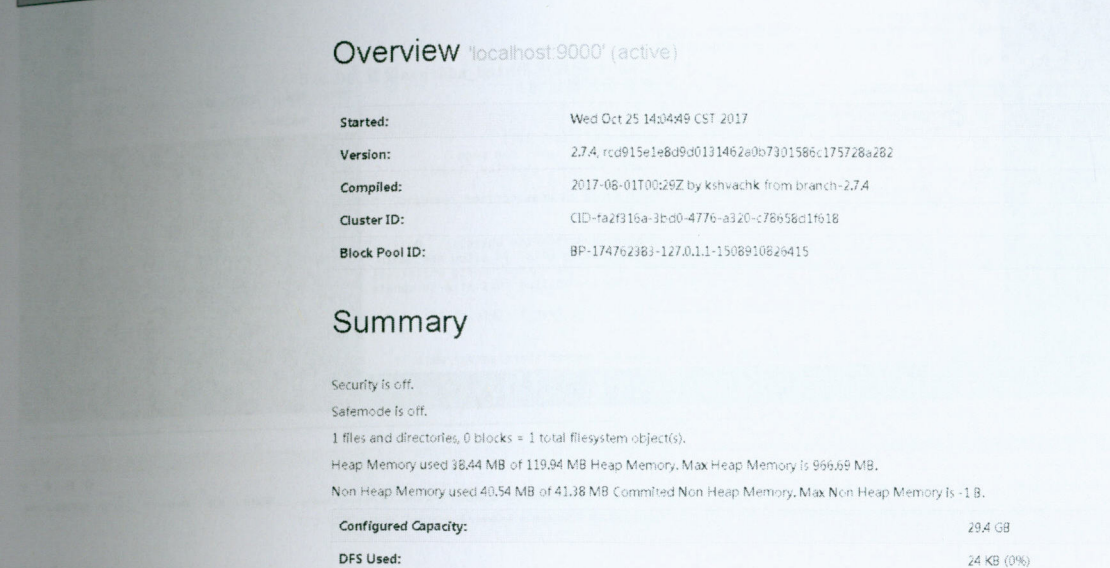 Overview 'localhost:9000' (active)
Started: Wed Oct 25 14:04:49 CST 2017
Version: 2.7.4, rcd915e1e8d9d0131462a0b7301586c175728a282
Compiled: 2017-08-01T00:29Z by kshvachk from branch-2.7.4
Cluster ID: CID-fa2f316a-3bd0-4776-a320-c78658d1f618
Block Pool ID: BP-174762383-127.0.1.1-1508910826415
Summary
Security is off.
Safemode is off.
1 files and directories, 0 blocks = 1 total filesystem object(s).
Heap Memory used 38.44 MB of 119.94 MB Heap Memory. Max Heap Memory is 966.69 MB.
Non Heap Memory used 40.54 MB of 41.38 MB Commited Non Heap Memory. Max Non Heap Memory is -1 B.
Configured Capacity: 29.4 GB
DFS Used: 24 KB (0%)